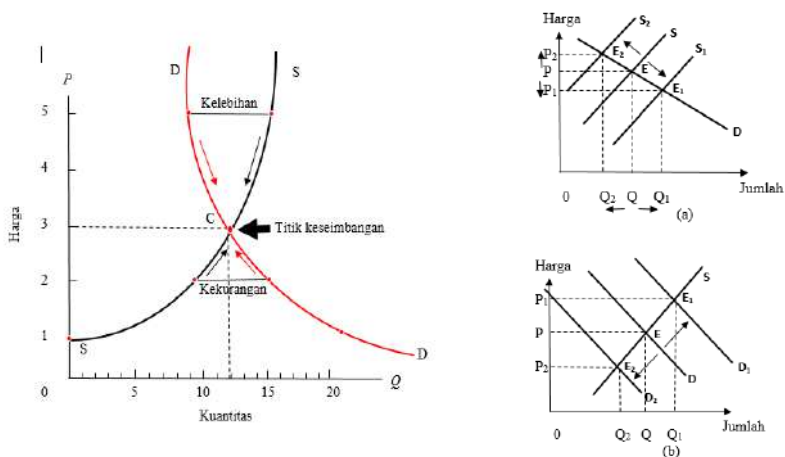 P
D
S
5
Kelebihan
4
C
3
Titik keseimbangan
2
Kekurangan
1
S
D
0
5
10
15
20
Q
Kuantitas
Harga
Harga
S₂
S
S₁
P₂
E₂
P
E
P₁
E₁
D
0
Q₂
Q
Q₁
Jumlah
(a)
Harga
S
P₁
E₁
P
E
P₂
E₂
D₁
D
D₂
0
Q₂
Q
Q₁
Jumlah
(b)